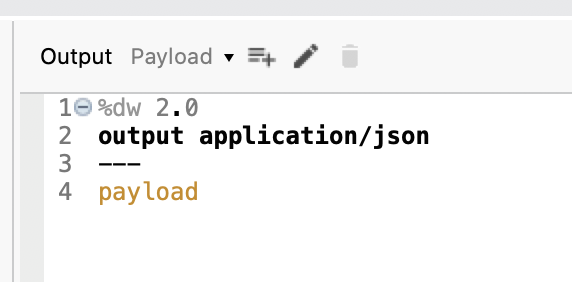 Output Payload
1 %dw 2.0
2 output application/json
3 ---
4 payload